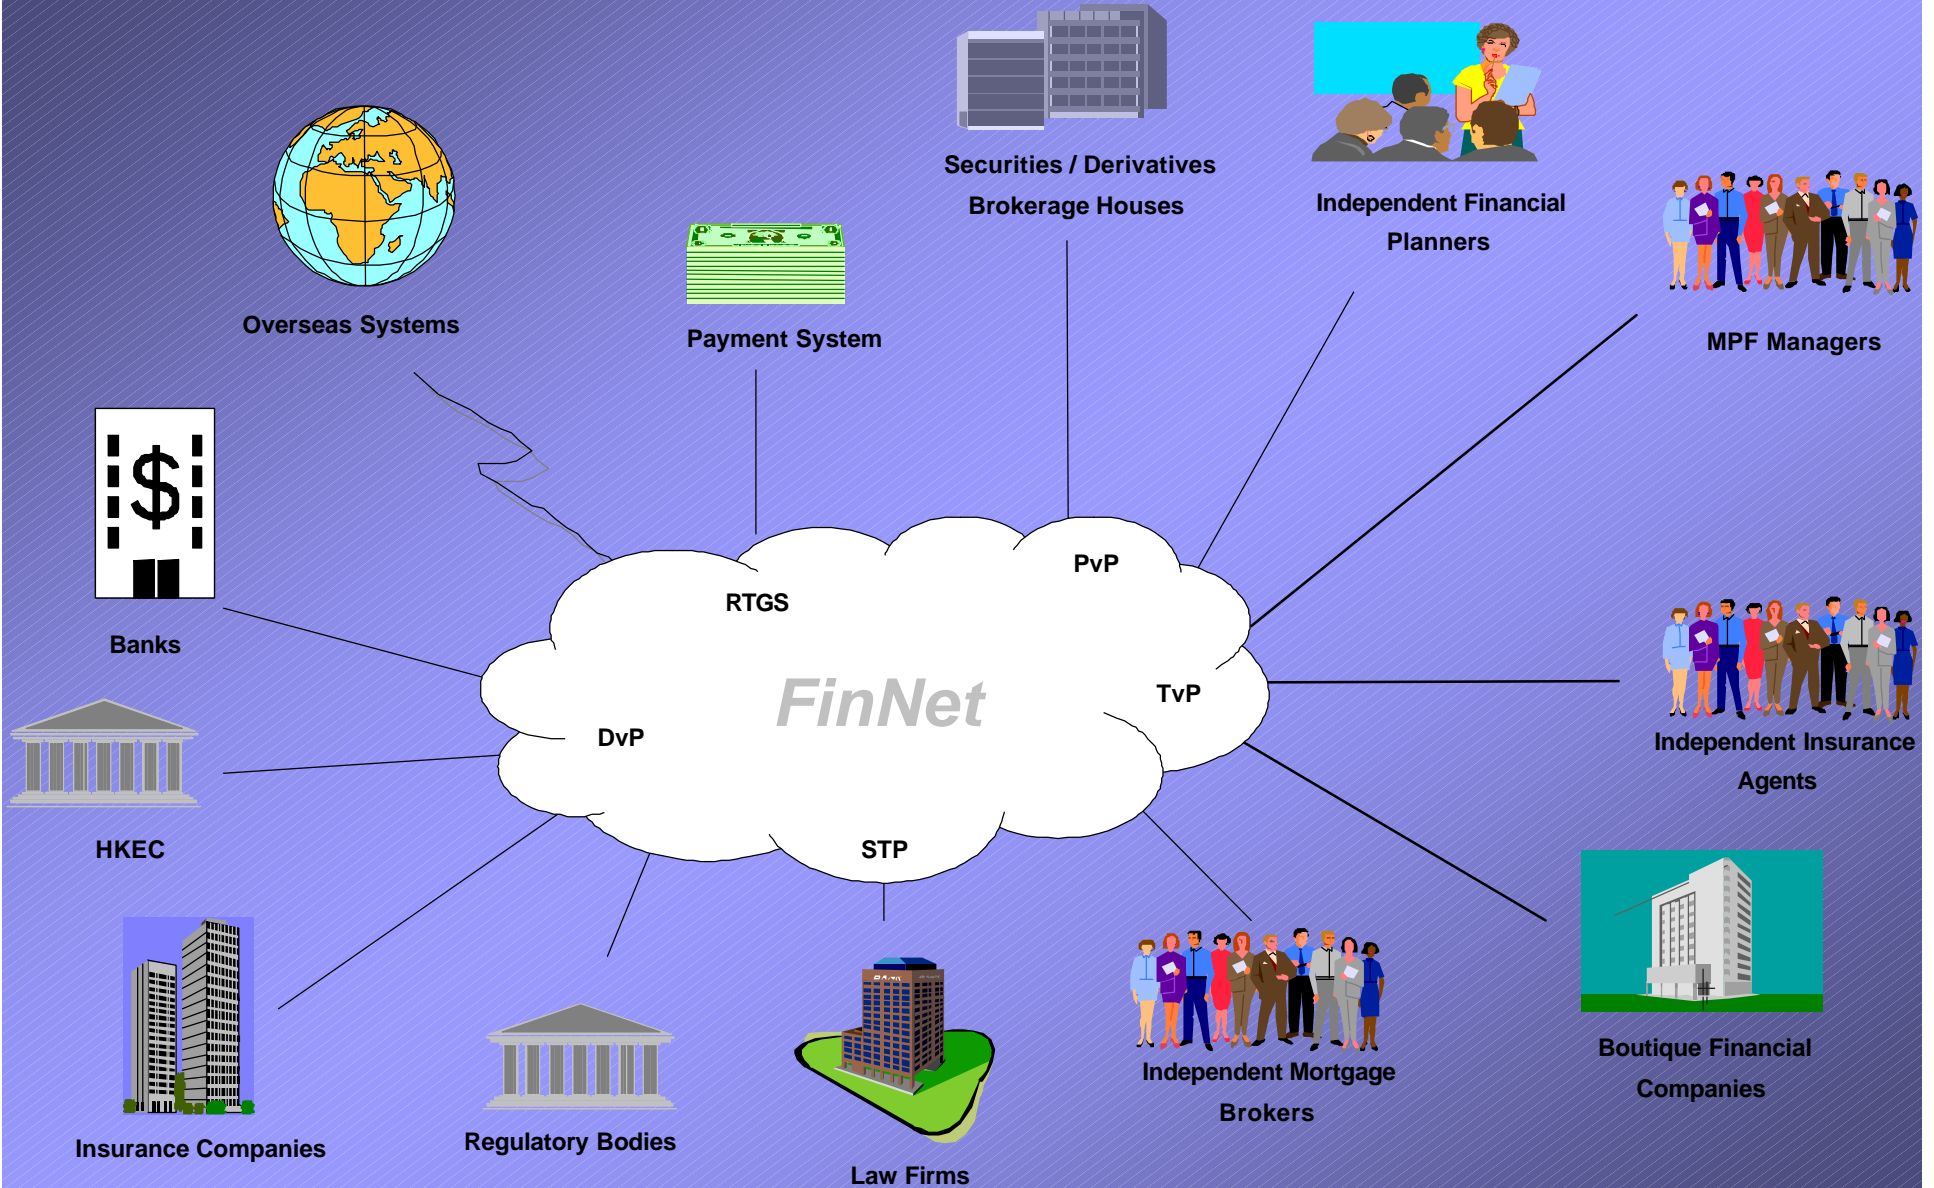 Securities / Derivatives
Brokerage Houses
Independent Financial
Planners
Overseas Systems
Payment System
MPF Managers
$
Banks
PvP
RTGS
FinNet
TvP
DvP
STP
Independent Insurance
Agents
HKEC
Insurance Companies
Regulatory Bodies
Law Firms
Independent Mortgage
Brokers
Boutique Financial
Companies